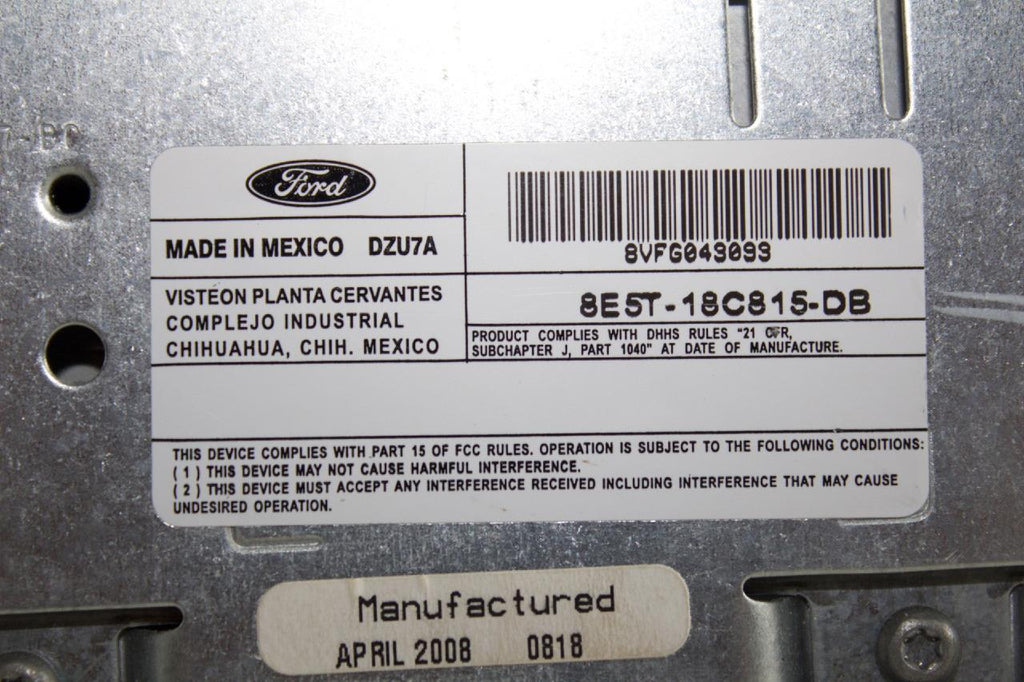 Ford
MADE IN MEXICO DZU7A
VISTEON PLANTA CERVANTES
COMPLEJO INDUSTRIAL
CHIHUAHUA, CHIH. MEXICO
8VFG043093
8E5T-18C815-DB
PRODUCT COMPLIES WITH DHHS RULES "21 CFR,
SUBCHAPTER J, PART 1040" AT DATE OF MANUFACTURE.
THIS DEVICE COMPLIES WITH PART 15 OF FCC RULES. OPERATION IS SUBJECT TO THE FOLLOWING CONDITIONS:
( 1 ) THIS DEVICE MAY NOT CAUSE HARMFUL INTERFERENCE.
( 2 ) THIS DEVICE MUST ACCEPT ANY INTERFERENCE RECEIVED INCLUDING INTERFERENCE THAT MAY CAUSE
UNDESIRED OPERATION.
Manufactured
APRIL 2008 0818